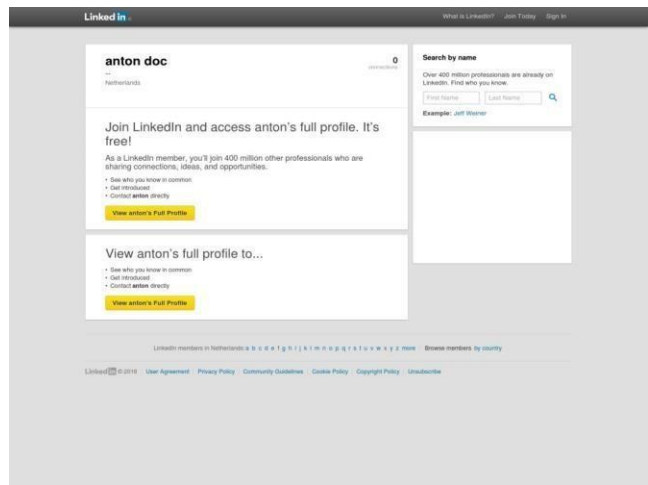 Linked in
What is LinkedIn? Join Today Sign In
anton doc
0
connections
--
Netherlands
Join LinkedIn and access anton's full profile. It's
free!
As a LinkedIn member, you'll join 400 million other professionals who are
sharing connections, ideas, and opportunities.
• See who you know in common
• Get introduced
• Contact anton directly
View anton's Full Profile
View anton's full profile to...
• See who you know in common
• Get introduced
• Contact anton directly
View anton's Full Profile
Search by name
Over 400 million professionals are already on
LinkedIn. Find who you know.
First Name Last Name
Example: Jeff Weiner
LinkedIn members in Netherlands: a b c d e f g h i j k l m n o p q r s t u v w x y z more Browse members by country
Linked in © 2016 User Agreement Privacy Policy Community Guidelines Cookie Policy Copyright Policy Unsubscribe